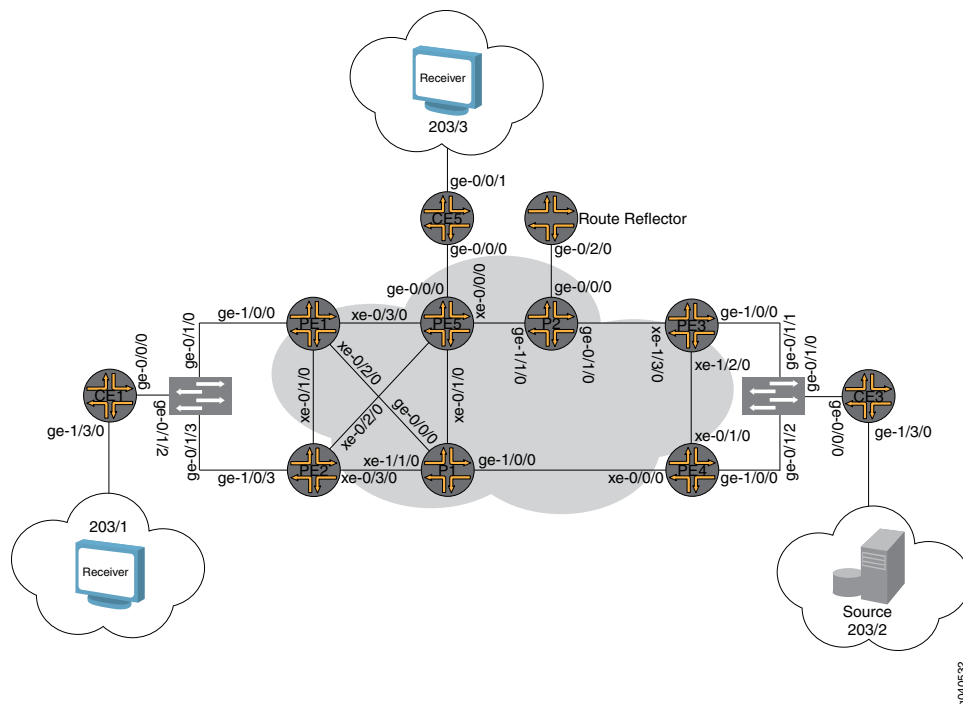 Receiver
203/3
ge-0/0/1
CE5
Route Reflector
ge-0/0/0
ge-0/2/0
ge-0/0/0
xe-0/0/0
ge-0/0/0
ge-1/0/0
PE1
xe-0/3/0
PE5
ge-1/1/0
P2
ge-0/1/0
xe-1/3/0
PE3
ge-1/0/0
xe-1/2/0
ge-0/1/0
ge-0/0/0
CE1
ge-0/1/2
ge-1/3/0
ge-0/1/3
xe-0/1/0
xe-0/2/0
xe-0/2/0
ge-0/0/0
xe-0/1/0
ge-0/1/1
ge-0/1/0
CE3
ge-0/0/0
ge-1/3/0
ge-0/1/2
xe-0/1/0
ge-1/0/3
PE2
xe-1/1/0
xe-0/3/0
P1
ge-1/0/0
xe-0/0/0
PE4
ge-1/0/0
203/1
Receiver
Source
203/2
g040532